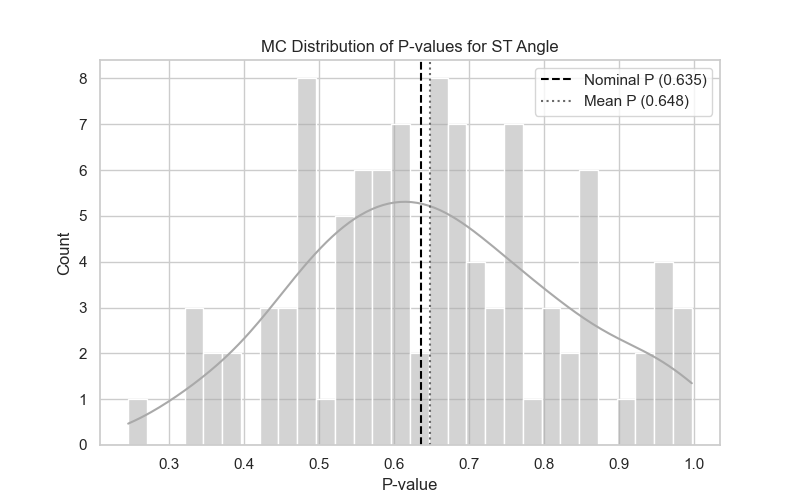 MC Distribution of P-values for ST Angle
Nominal P (0.635)
Mean P (0.648)
Count
8
7
6
5
4
3
2
1
0
0.3 0.4 0.5 0.6 0.7 0.8 0.9 1.0
P-value